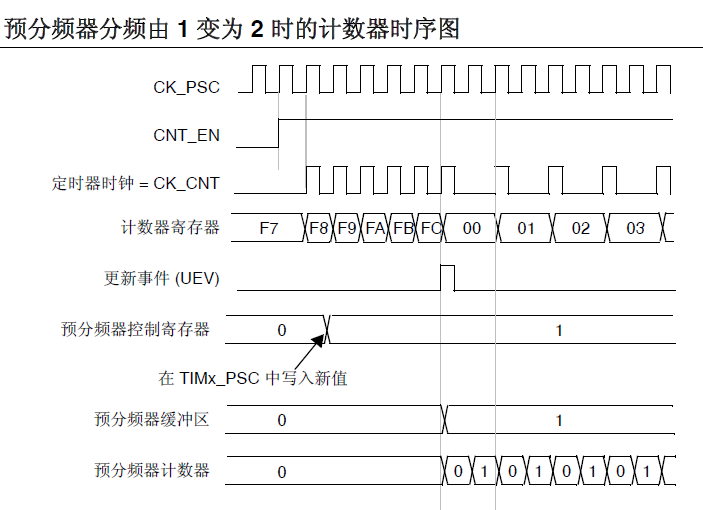 预分频器分频由 1 变为 2 时的计数器时序图
CK_PSC
CNT_EN
定时器时钟 = CK_CNT
计数器寄存器 F7 F8 F9 FA FB FC 00 01 02 03
更新事件 (UEV)
预分频器控制寄存器 0 1
在 TIMx_PSC 中写入新值
预分频器缓冲区 0 1
预分频器计数器 0 0 1 0 1 0 1 0 1